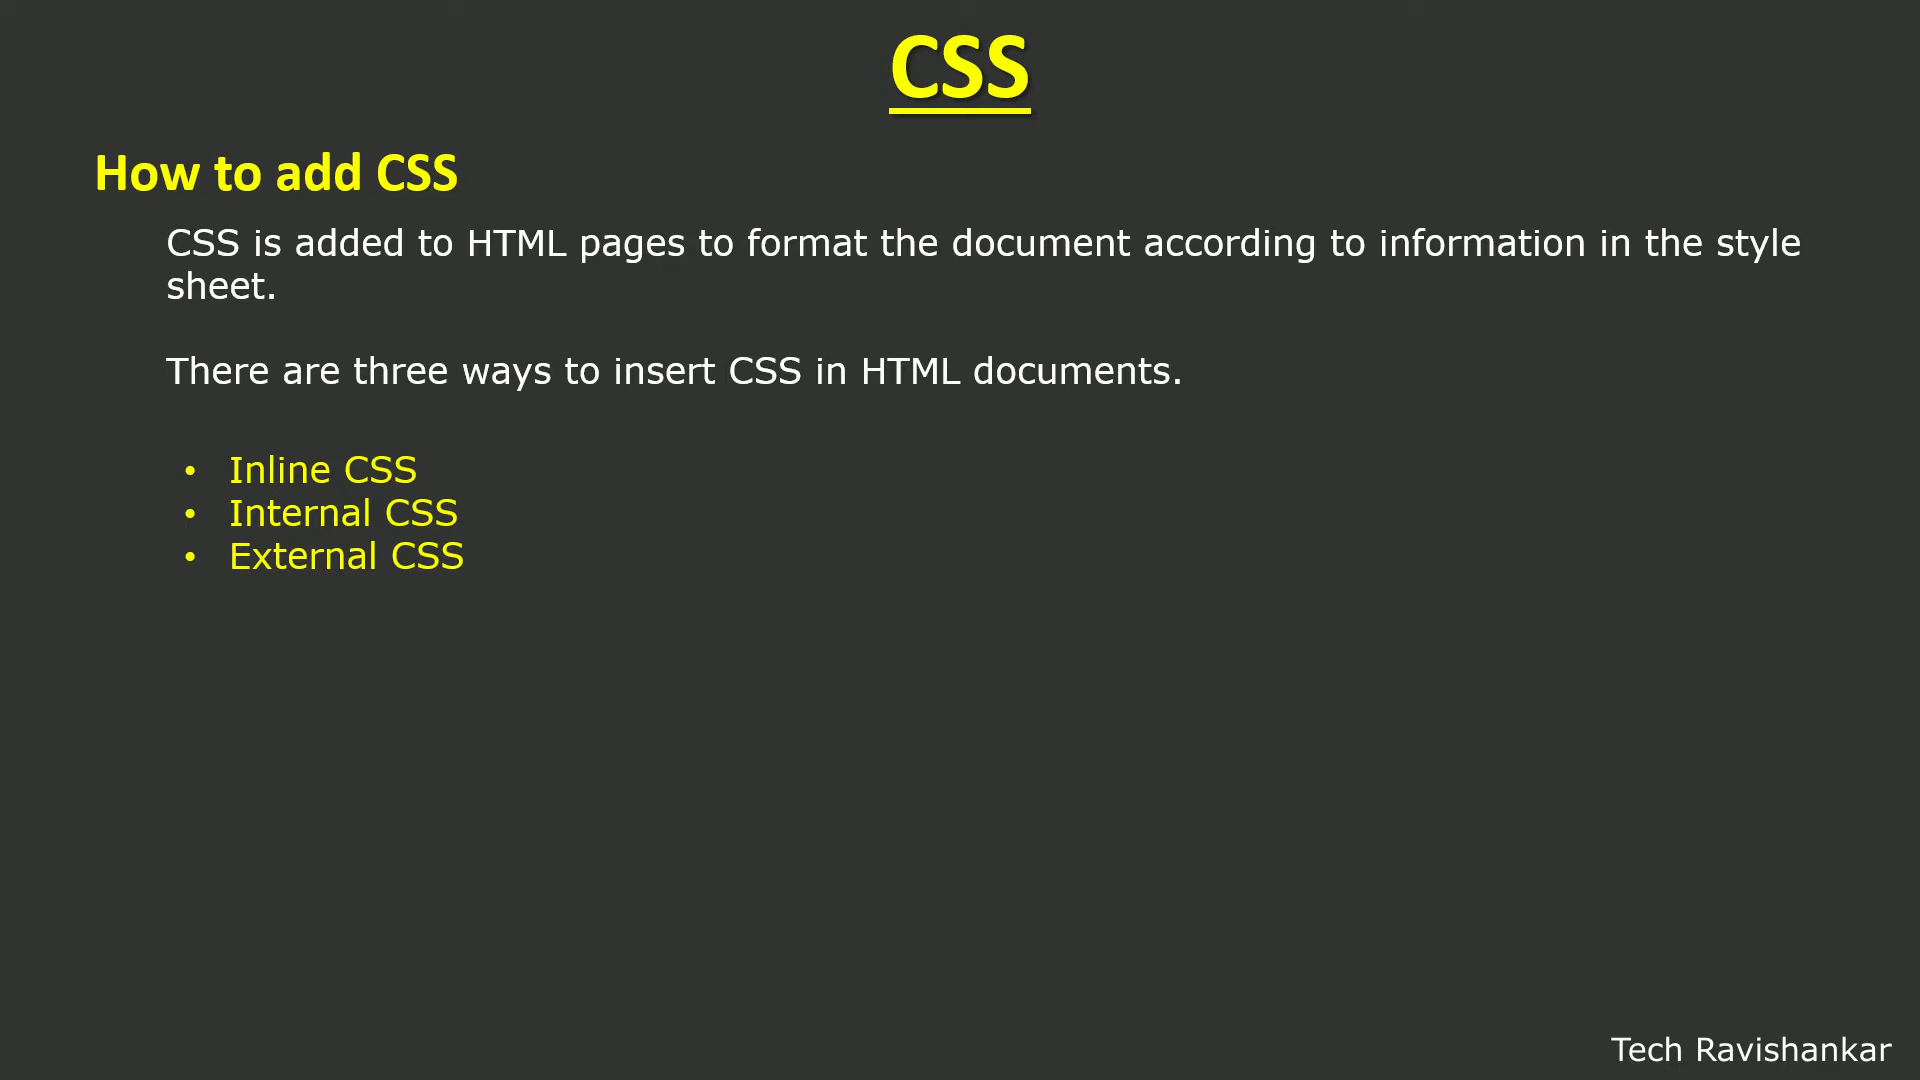 CSS
How to add CSS
CSS is added to HTML pages to format the document according to information in the style
sheet.
There are three ways to insert CSS in HTML documents.
• Inline CSS
• Internal CSS
• External CSS
Tech Ravishankar